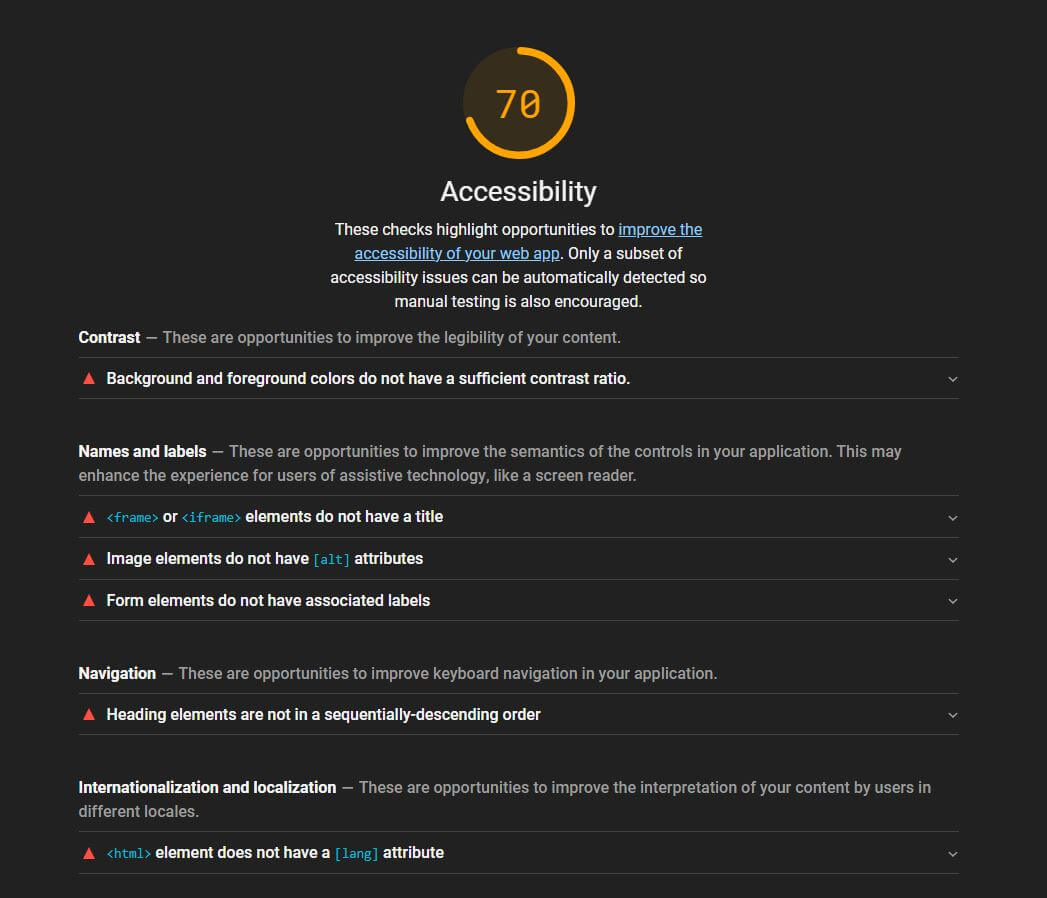 70
Accessibility
These checks highlight opportunities to improve the
accessibility of your web app. Only a subset of
accessibility issues can be automatically detected so
manual testing is also encouraged.
Contrast — These are opportunities to improve the legibility of your content.
Background and foreground colors do not have a sufficient contrast ratio.
Names and labels — These are opportunities to improve the semantics of the controls in your application. This may
enhance the experience for users of assistive technology, like a screen reader.
<frame> or <iframe> elements do not have a title
Image elements do not have [alt] attributes
Form elements do not have associated labels
Navigation — These are opportunities to improve keyboard navigation in your application.
Heading elements are not in a sequentially-descending order
Internationalization and localization — These are opportunities to improve the interpretation of your content by users in
different locales.
<html> element does not have a [lang] attribute